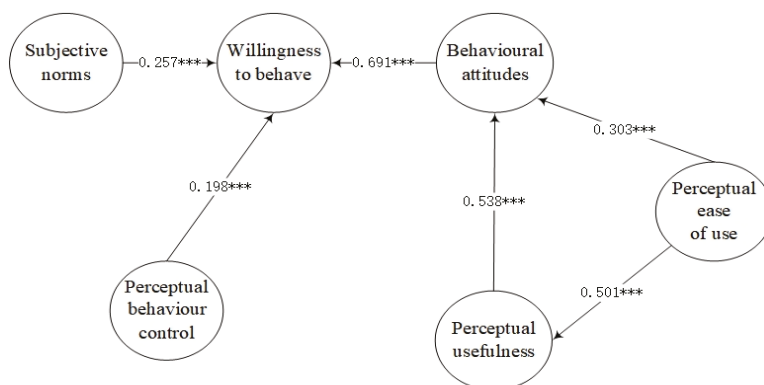 Subjective
norms
0.257***
Willingness
to behave
0.691***
Behavioural
attitudes
0.303***
0.198***
0.538***
Perceptual
ease
of use
0.501***
Perceptual
behaviour
control
Perceptual
usefulness